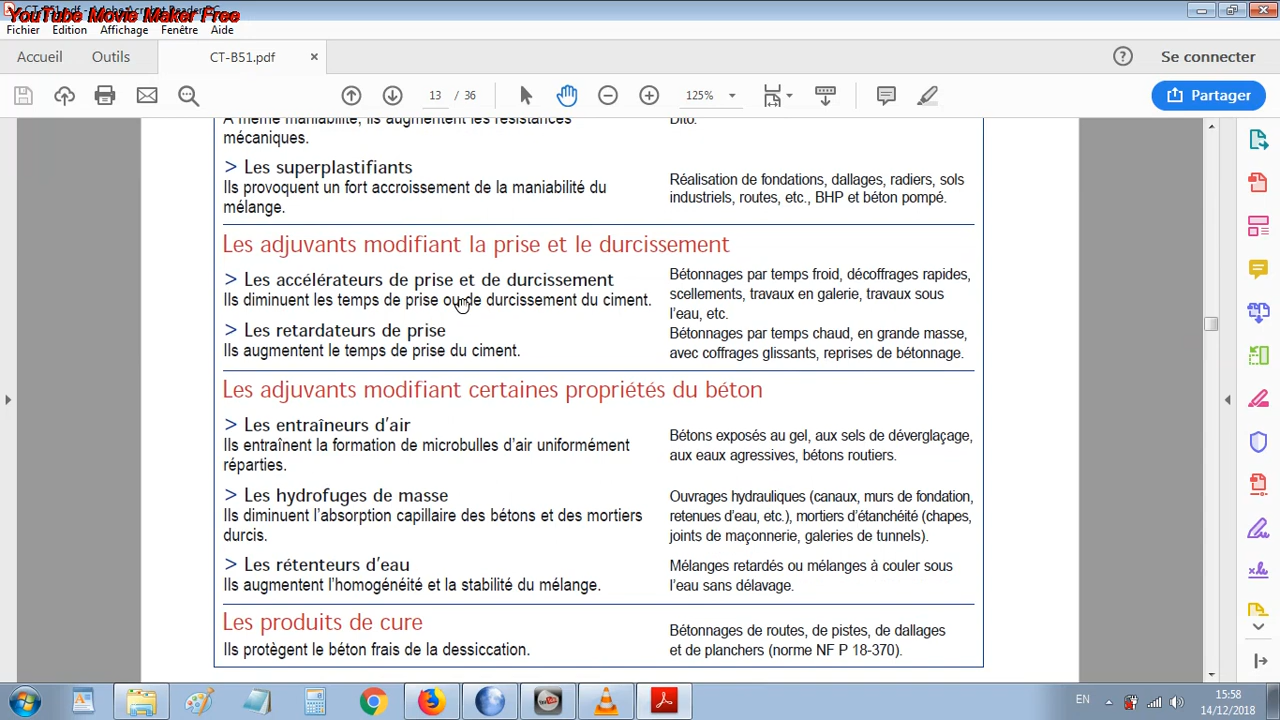 YouTube Movie Maker Free
Fichier Edition Affichage Fenêtre Aide
Accueil Outils CT-B51.pdf × Se connecter
13 / 36 125% Partager
A même maniabilité, ils augmentent les résistances
mécaniques.
Dito.
> Les superplastifiants
Ils provoquent un fort accroissement de la maniabilité du
mélange.
Réalisation de fondations, dallages, radiers, sols
industriels, routes, etc., BHP et béton pompé.
Les adjuvants modifiant la prise et le durcissement
> Les accélérateurs de prise et de durcissement
Ils diminuent les temps de prise ou de durcissement du ciment.
Bétonnages par temps froid, décoffrages rapides,
scellements, travaux en galerie, travaux sous
l'eau, etc.
> Les retardateurs de prise
Ils augmentent le temps de prise du ciment.
Bétonnages par temps chaud, en grande masse,
avec coffrages glissants, reprises de bétonnage.
Les adjuvants modifiant certaines propriétés du béton
> Les entraîneurs d'air
Ils entraînent la formation de microbulles d'air uniformément
réparties.
Bétons exposés au gel, aux sels de déverglaçage,
aux eaux agressives, bétons routiers.
> Les hydrofuges de masse
Ils diminuent l'absorption capillaire des bétons et des mortiers
durcis.
Ouvrages hydrauliques (canaux, murs de fondation,
retenues d'eau, etc.), mortiers d'étanchéité (chapes,
joints de maçonnerie, galeries de tunnels).
> Les rétenteurs d'eau
Ils augmentent l'homogénéité et la stabilité du mélange.
Mélanges retardés ou mélanges à couler sous
l'eau sans délavage.
Les produits de cure
Ils protègent le béton frais de la dessiccation.
Bétonnages de routes, de pistes, de dallages
et de planchers (norme NF P 18-370).
EN 15:58
14/12/2018